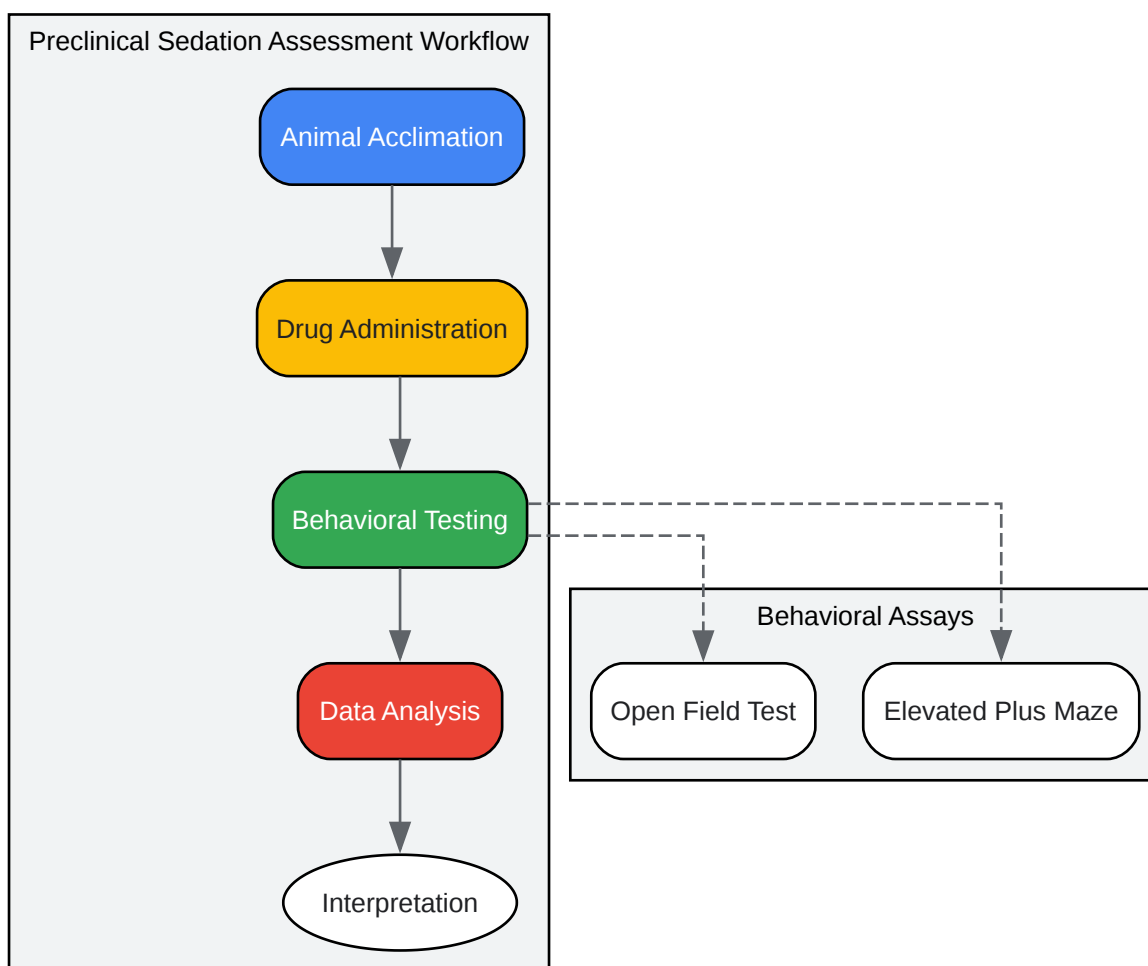 Preclinical Sedation Assessment Workflow
Animal Acclimation
Drug Administration
Behavioral Testing
Behavioral Assays
Data Analysis
Open Field Test
Elevated Plus Maze
Interpretation